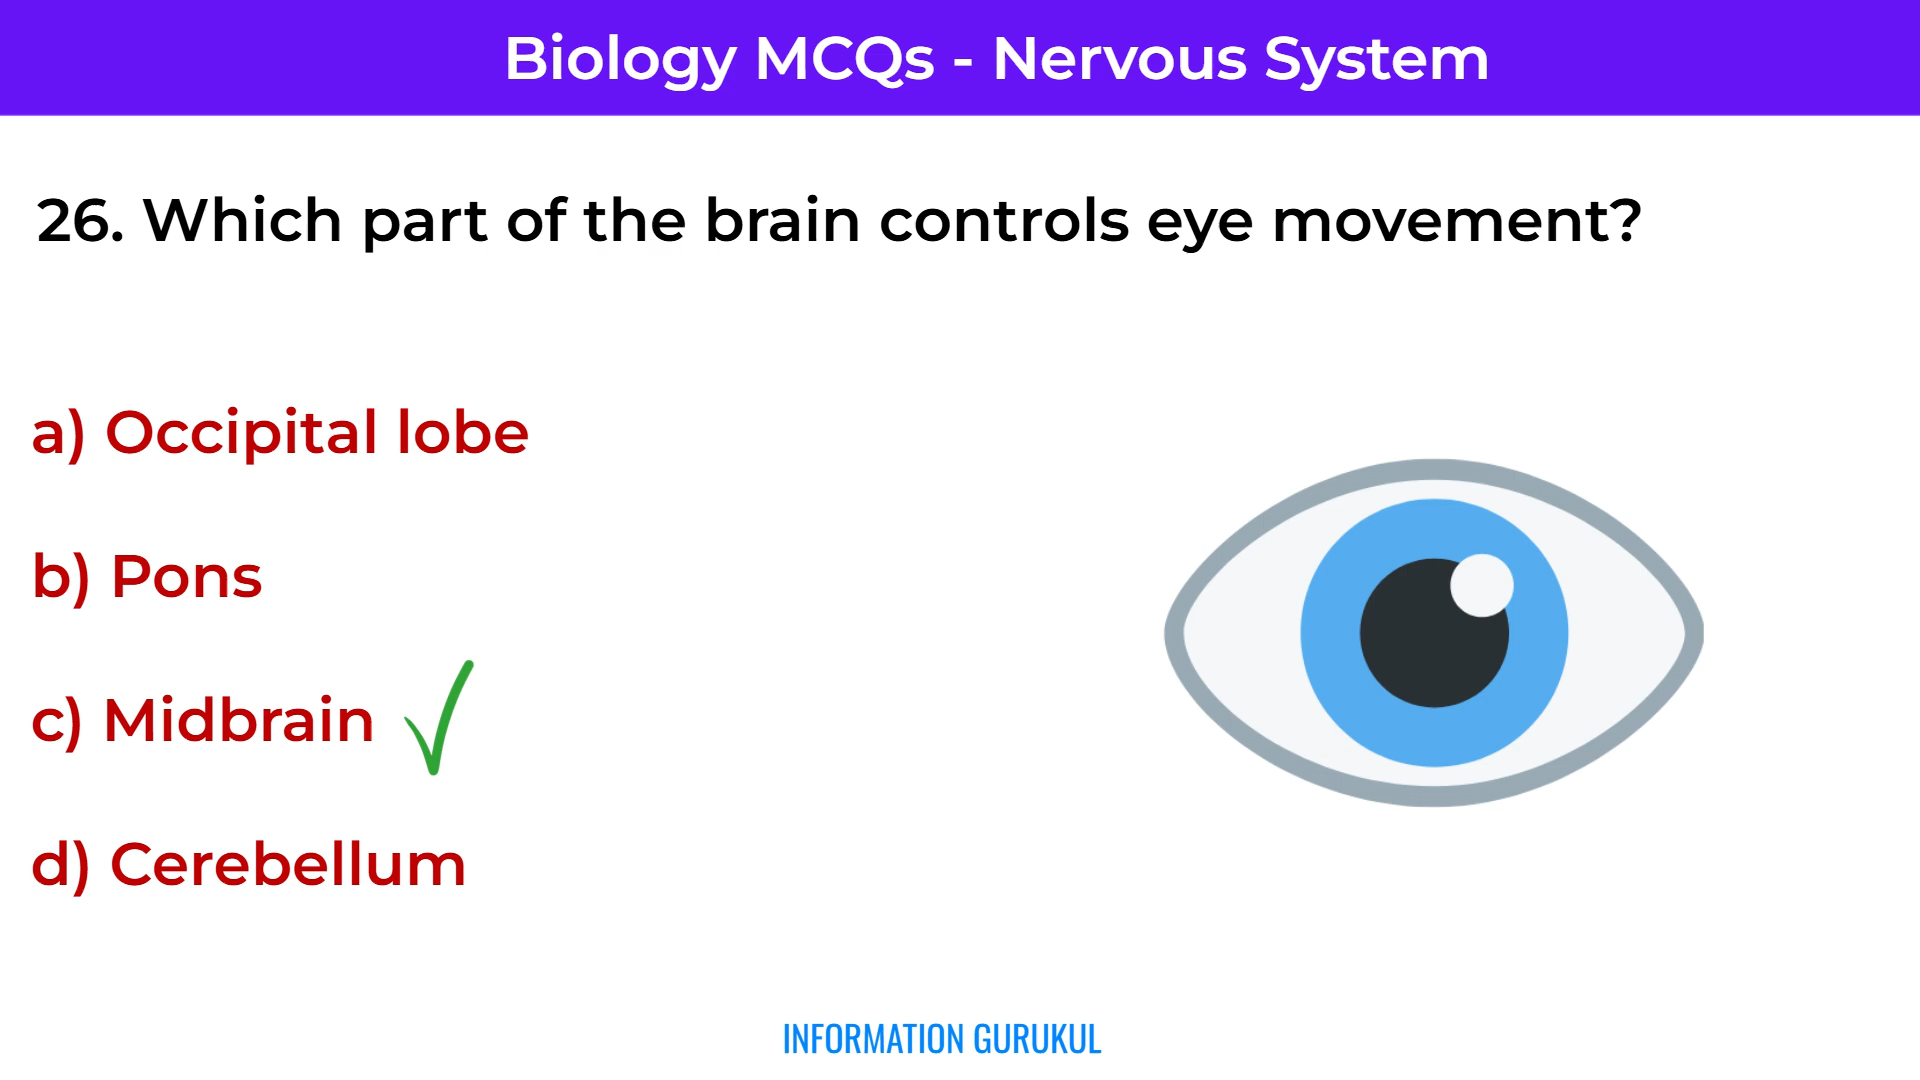 Biology MCQs - Nervous System
26. Which part of the brain controls eye movement?
a) Occipital lobe
b) Pons
c) Midbrain
d) Cerebellum
INFORMATION GURUKUL